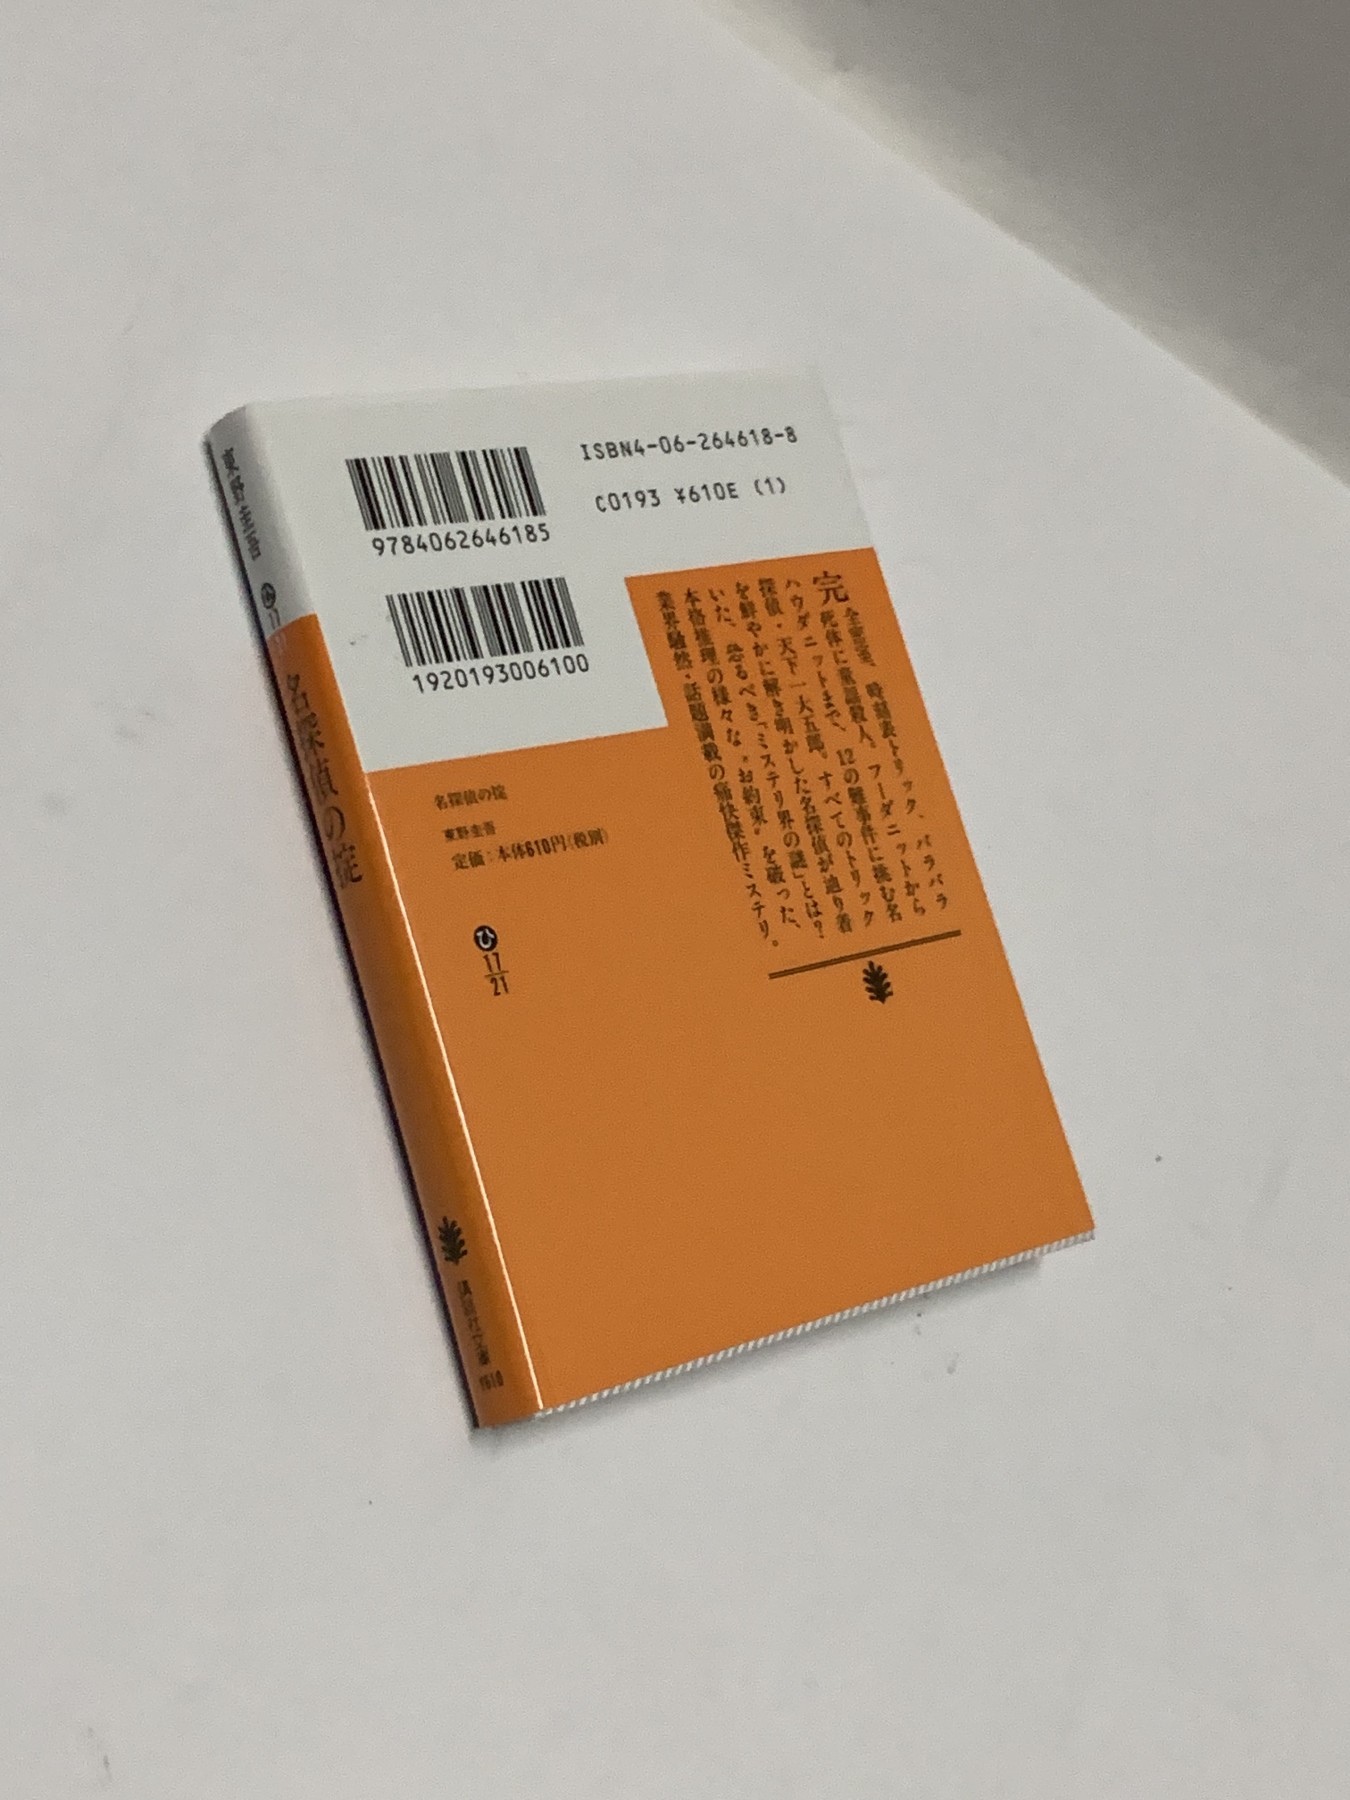 東野圭吾
ひ
17
名探偵の掟
講談社文庫
¥610
9784062646185
ISBN4-06-264618-8
C0193 ¥610E (1)
1920193006100
完全密室、時刻表トリック、バラバラ
死体に童謡殺人。フーダニットから
ハウダニットまで、12の難事件に挑む名
探偵・天下一大五郎。すべてのトリック
を鮮やかに解き明かした名探偵が辿り着
いた、恐るべき「ミステリ界の謎」とは?
本格推理の様々な〝お約束〟を破った、
業界騒然・話題満載の痛快傑作ミステリ。
名探偵の掟
東野圭吾
定価:本体610円(税別)
ひ
17
21